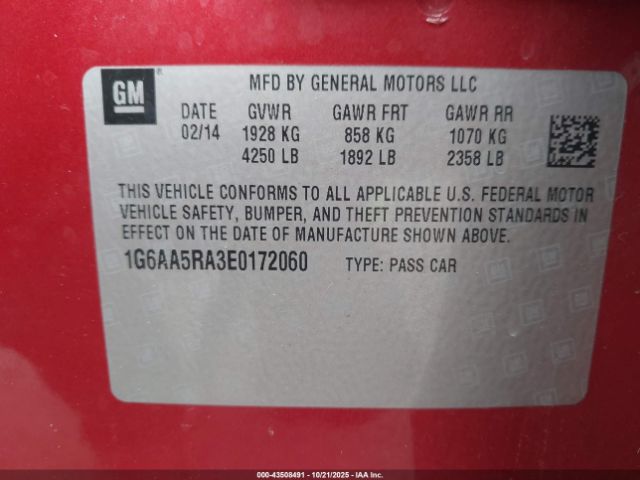 GM
MFD BY GENERAL MOTORS LLC
DATE GVWR GAWR FRT GAWR RR
02/14 1928 KG 858 KG 1070 KG
4250 LB 1892 LB 2358 LB
THIS VEHICLE CONFORMS TO ALL APPLICABLE U.S. FEDERAL MOTOR
VEHICLE SAFETY, BUMPER, AND THEFT PREVENTION STANDARDS IN
EFFECT ON THE DATE OF MANUFACTURE SHOWN ABOVE.
1G6AA5RA3E0172060 TYPE: PASS CAR
000-43508491 - 10/21/2025 - IAAI.com